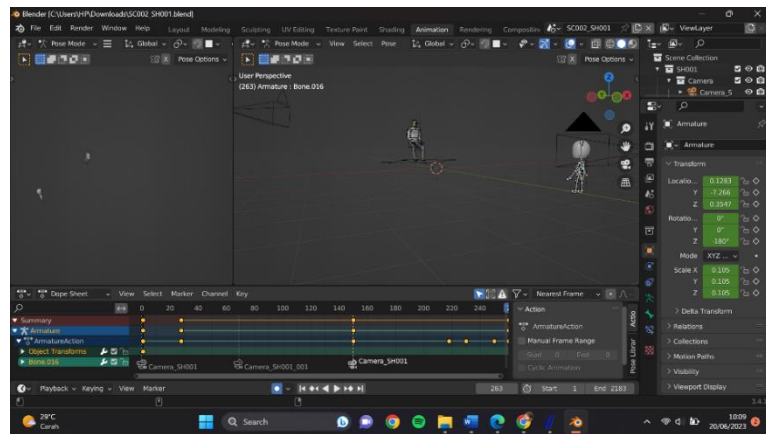 Blender [C:\Users\HP\Downloads\SC002_SH001.blend]
File Edit Render Window Help Layout Modeling Sculpting UV Editing Texture Paint Shading Animation Rendering Compositin SC002_SH001 ViewLayer
Pose Mode Global Pose Mode View Select Pose Global
Pose Options Pose Options
User Perspective
(263) Armature : Bone.016
Scene Collection
SH001
Camera
Camera_S
Armature
Armature
Transform
Locatio... 0.1283
Y -7.266
Z 0.3547
Rotatio... 0°
Y 0°
Z -180°
Mode XYZ ...
Scale X 0.105
Y 0.105
Z 0.105
Delta Transform
Relations
Collections
Motion Paths
Visibility
Viewport Display
Dope Sheet View Select Marker Channel Key Nearest Frame
0 20 40 60 80 100 120 140 160 180 200 220 240
Summary
Armature
ArmatureAction
Object Transforms
Bone.016
Camera_SH001 Camera_SH001_001 Camera_SH001
Action
ArmatureAction
Manual Frame Range
Start 0 End 0
Cyclic Animation
Actio
Pose Librar
Playback Keying View Marker 263 Start 1 End 2183
3.4.1
29°C
Cerah
Search
10:09
20/06/2023